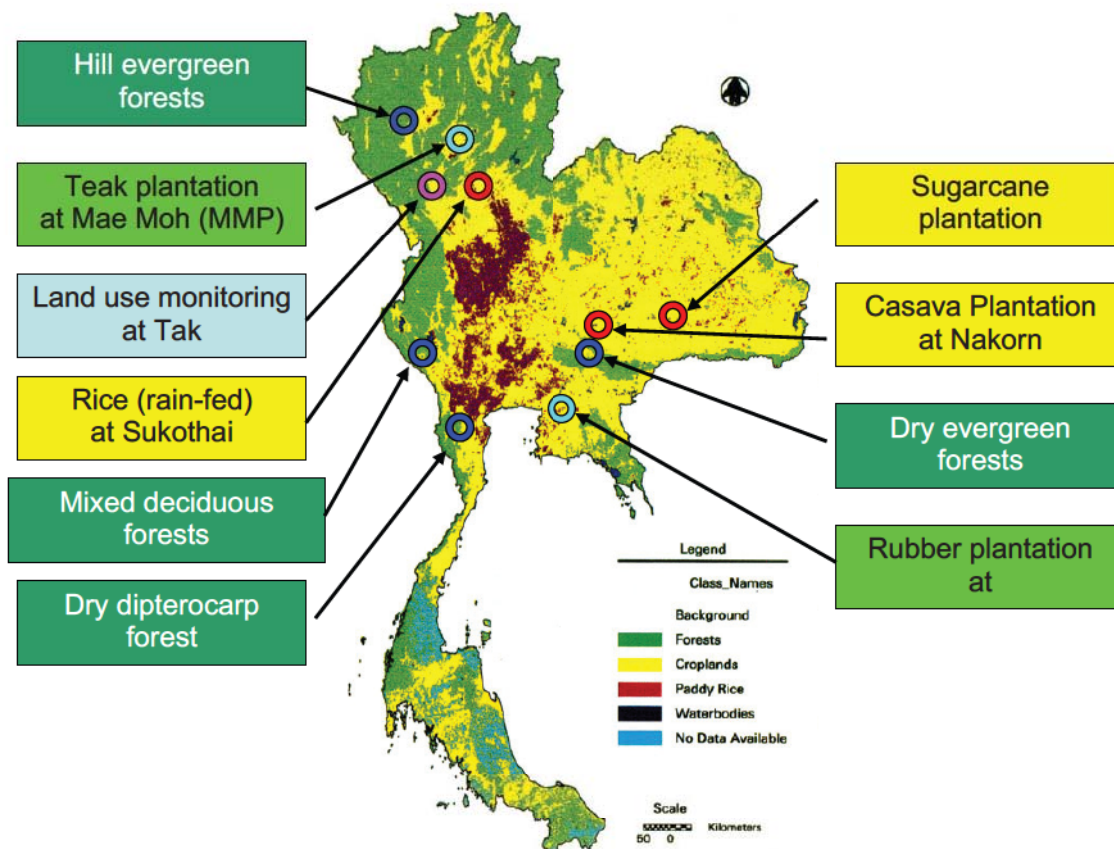 Hill evergreen
forests
Teak plantation
at Mae Moh (MMP)
Land use monitoring
at Tak
Rice (rain-fed)
at Sukothai
Mixed deciduous
forests
Dry dipterocarp
forest
Sugarcane
plantation
Casava Plantation
at Nakorn
Dry evergreen
forests
Rubber plantation
at
Legend
Class_Names
Background
Forests
Croplands
Paddy Rice
Waterbodies
No Data Available
Scale
Kilometers
50 0